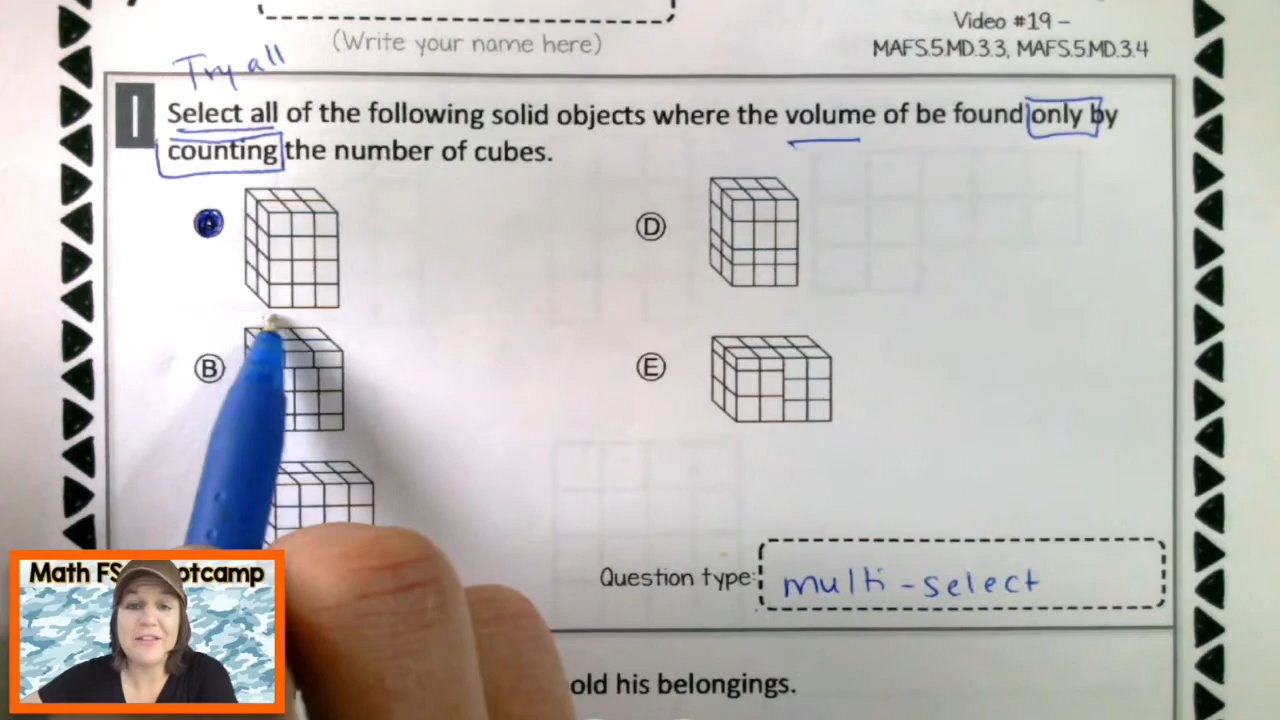 (Write your name here)
Video #19 –
MAFS.5.MD.3.3, MAFS.5.MD.3.4
Try all
1 Select all of the following solid objects where the volume of be found only by
counting the number of cubes.
A
D
B
E
Question type: multi-select
old his belongings.
Math FS otcamp